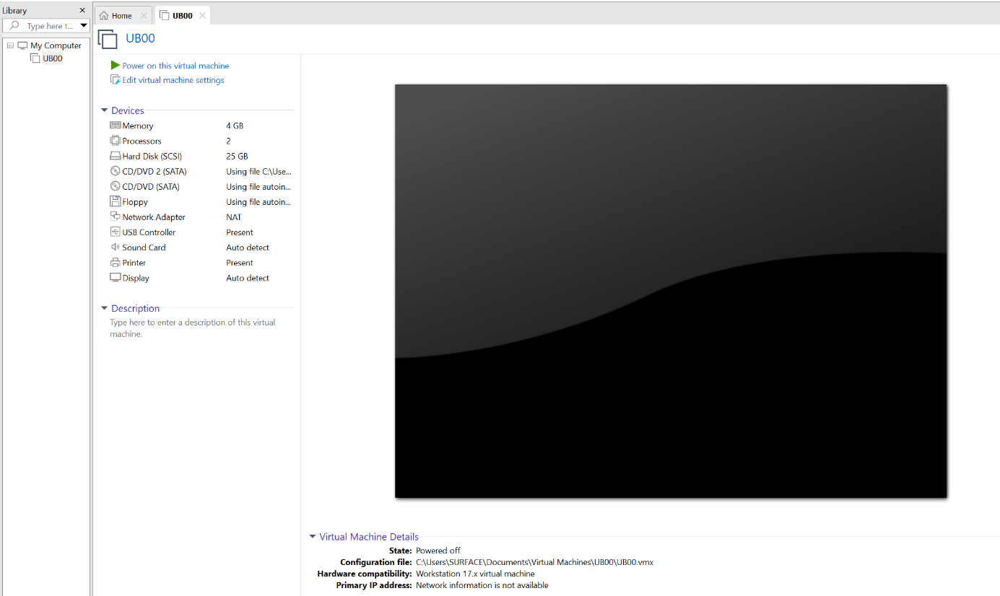 Library
Home
UB00
Type here t...
UB00
My Computer
UB00
Power on this virtual machine
Edit virtual machine settings
Devices
Memory 4 GB
Processors 2
Hard Disk (SCSI) 25 GB
CD/DVD 2 (SATA) Using file C:\Use...
CD/DVD (SATA) Using file autoin...
Floppy Using file autoin...
Network Adapter NAT
USB Controller Present
Sound Card Auto detect
Printer Present
Display Auto detect
Description
Type here to enter a description of this virtual
machine.
Virtual Machine Details
State: Powered off
Configuration file: C:\Users\SURFACE\Documents\Virtual Machines\UB00\UB00.vmx
Hardware compatibility: Workstation 17.x virtual machine
Primary IP address: Network information is not available